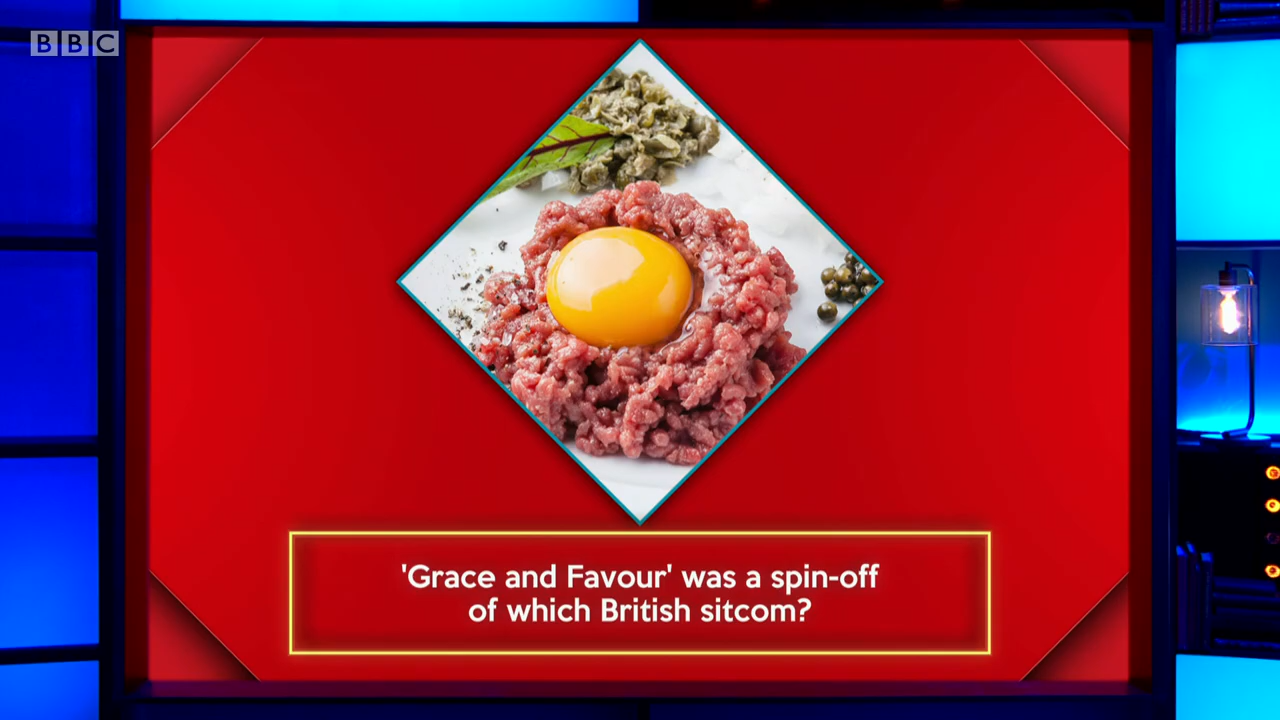 BBC
'Grace and Favour' was a spin-off
of which British sitcom?